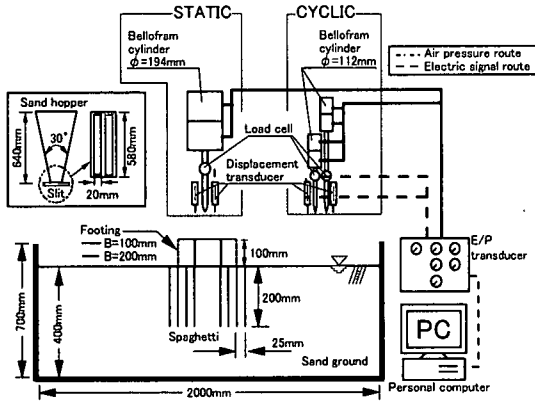 STATIC
CYCLIC
Bellofram
cylinder
φ=194mm
Bellofram
cylinder
φ=112mm
Air pressure route
Electric signal route
Sand hopper
640mm
30°
580mm
Slit
20mm
Load cell
Displacement
transducer
Footing
B=100mm
B=200mm
100mm
E/P
transducer
700mm
400mm
200mm
Spaghetti
25mm
Sand ground
PC
2000mm
Personal computer